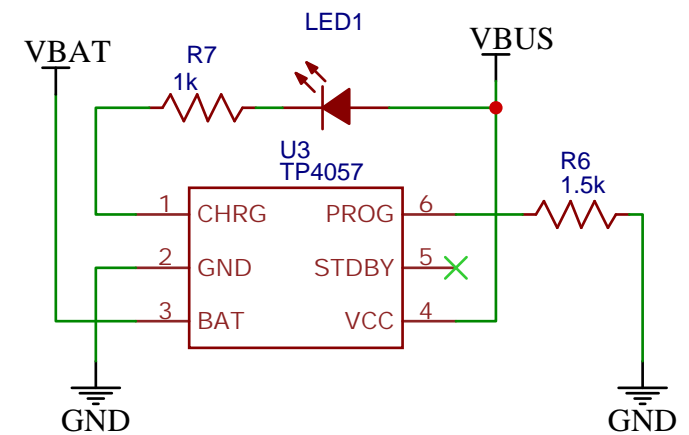 LED1
VBAT
R7
1k
VBUS
U3
TP4057
R6
1.5k
1 CHRG PROG 6
2 GND STDBY 5
3 BAT VCC 4
GND
GND